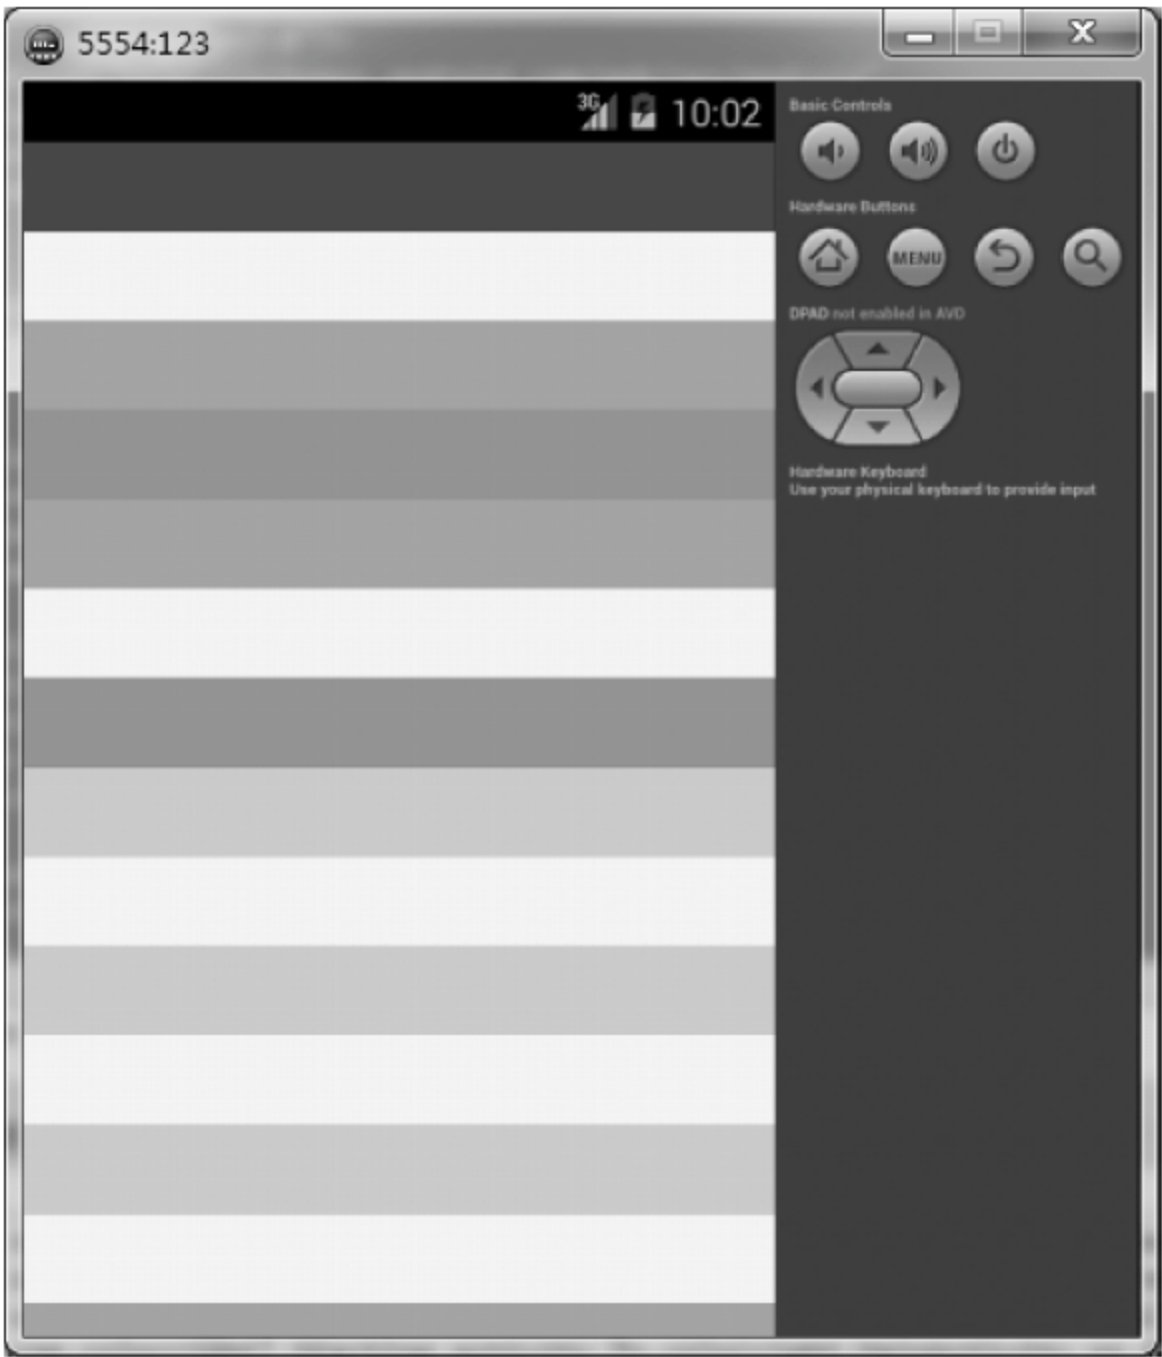 5554:123
3G 10:02
Basic Controls
Hardware Buttons
MENU
DPAD not enabled in AVD
Hardware Keyboard
Use your physical keyboard to provide input